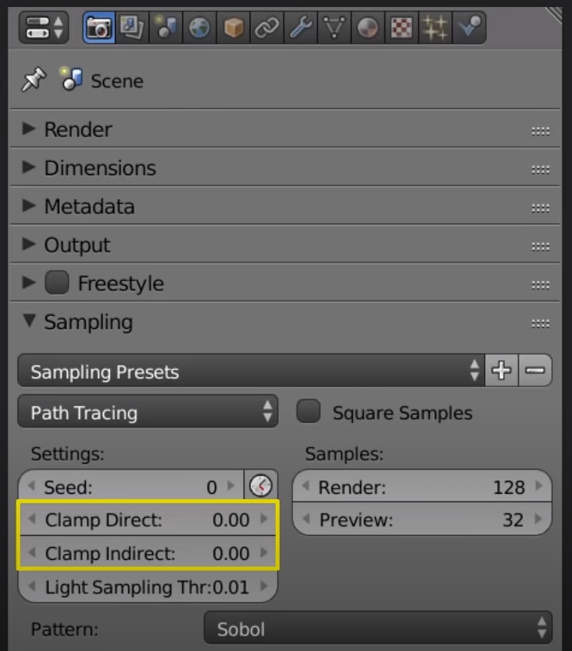 Scene
Render
Dimensions
Metadata
Output
Freestyle
Sampling
Sampling Presets
Path Tracing
Square Samples
Settings:
Samples:
Seed: 0
Render: 128
Clamp Direct: 0.00
Preview: 32
Clamp Indirect: 0.00
Light Sampling Thr:0.01
Pattern: Sobol